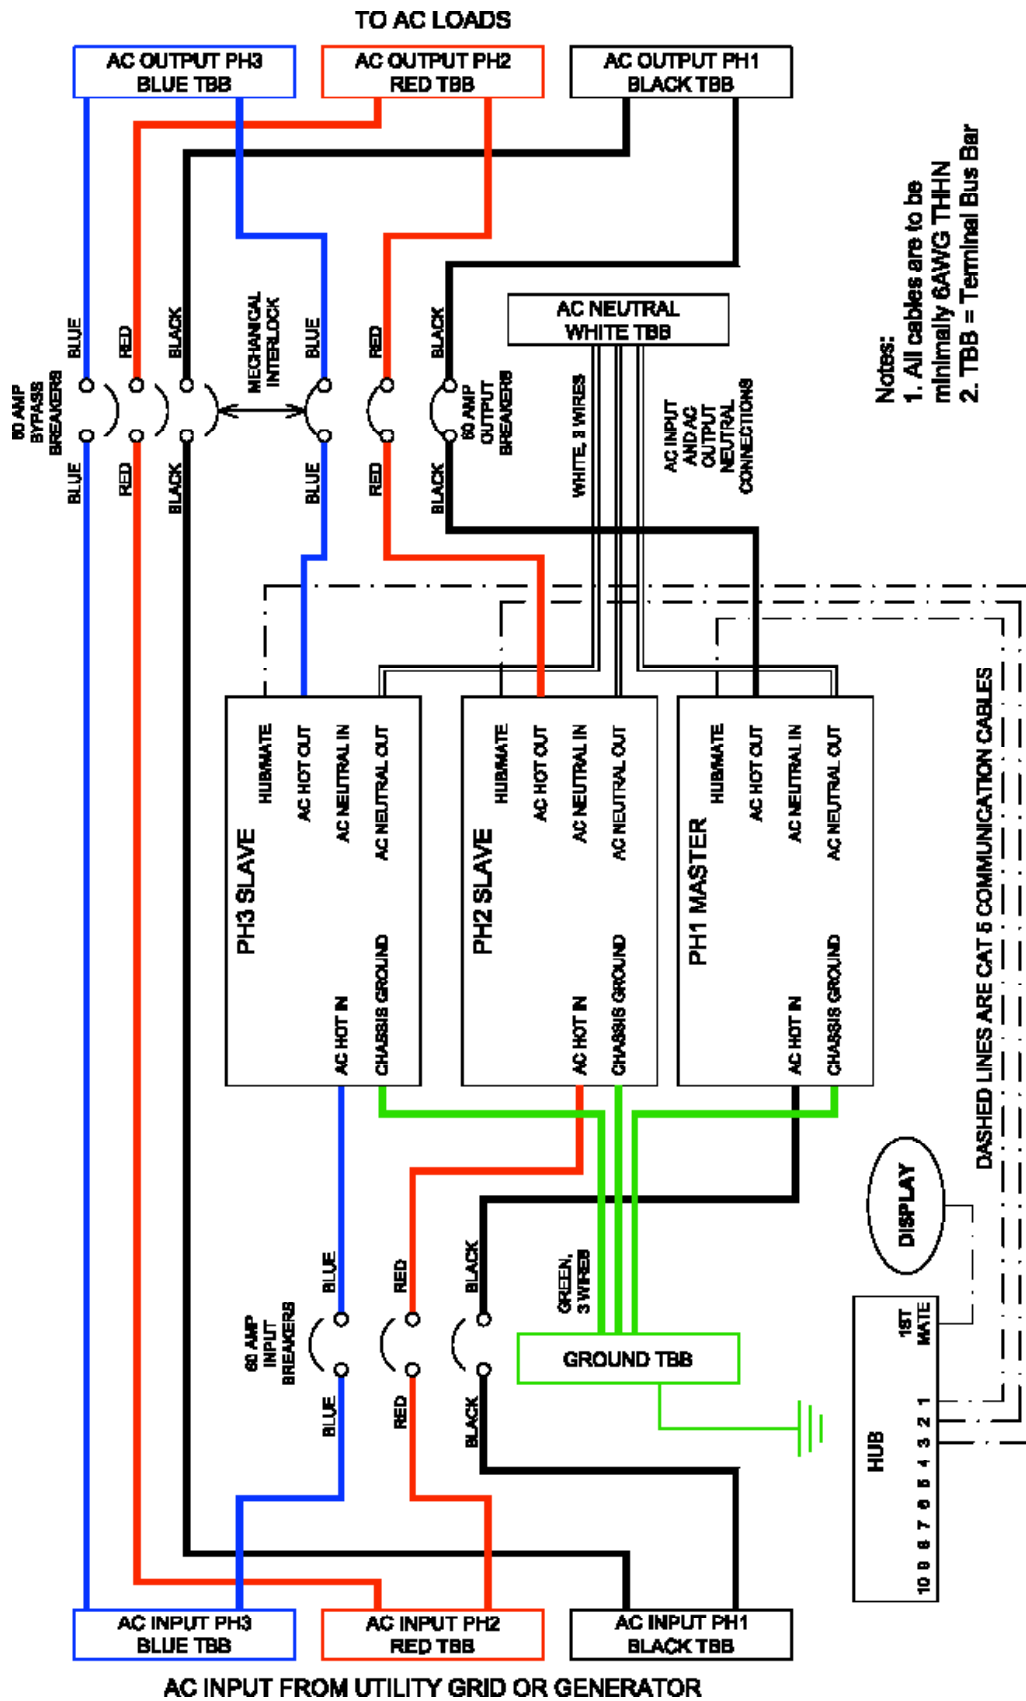 TO AC LOADS
AC OUTPUT PH3
BLUE TBB
AC OUTPUT PH2
RED TBB
AC OUTPUT PH1
BLACK TBB
Notes:
1. All cables are to be
minimally 6AWG THHN
2. TBB = Terminal Bus Bar
AC NEUTRAL
WHITE TBB
BLUE
RED
BLACK
MECHANICAL
INTERLOCK
BLUE
RED
BLACK
60 AMP
BYPASS
BREAKERS
60 AMP
OUTPUT
BREAKERS
BLUE
RED
BLACK
BLUE
RED
BLACK
WHITE, 3 WIRES
AC INPUT
AND AC
OUTPUT
NEUTRAL
CONNECTIONS
PH3 SLAVE
HUB/MATE
AC HOT OUT
AC NEUTRAL IN
AC NEUTRAL OUT
AC HOT IN
CHASSIS GROUND
PH2 SLAVE
HUB/MATE
AC HOT OUT
AC NEUTRAL IN
AC NEUTRAL OUT
AC HOT IN
CHASSIS GROUND
PH1 MASTER
HUB/MATE
AC HOT OUT
AC NEUTRAL IN
AC NEUTRAL OUT
AC HOT IN
CHASSIS GROUND
DASHED LINES ARE CAT 5 COMMUNICATION CABLES
DISPLAY
60 AMP
INPUT
BREAKERS
BLUE
RED
BLACK
BLUE
RED
BLACK
GREEN,
3 WIRES
GROUND TBB
HUB
1ST
MATE
10 9 8 7 6 5 4 3 2 1
AC INPUT PH3
BLUE TBB
AC INPUT PH2
RED TBB
AC INPUT PH1
BLACK TBB
AC INPUT FROM UTILITY GRID OR GENERATOR